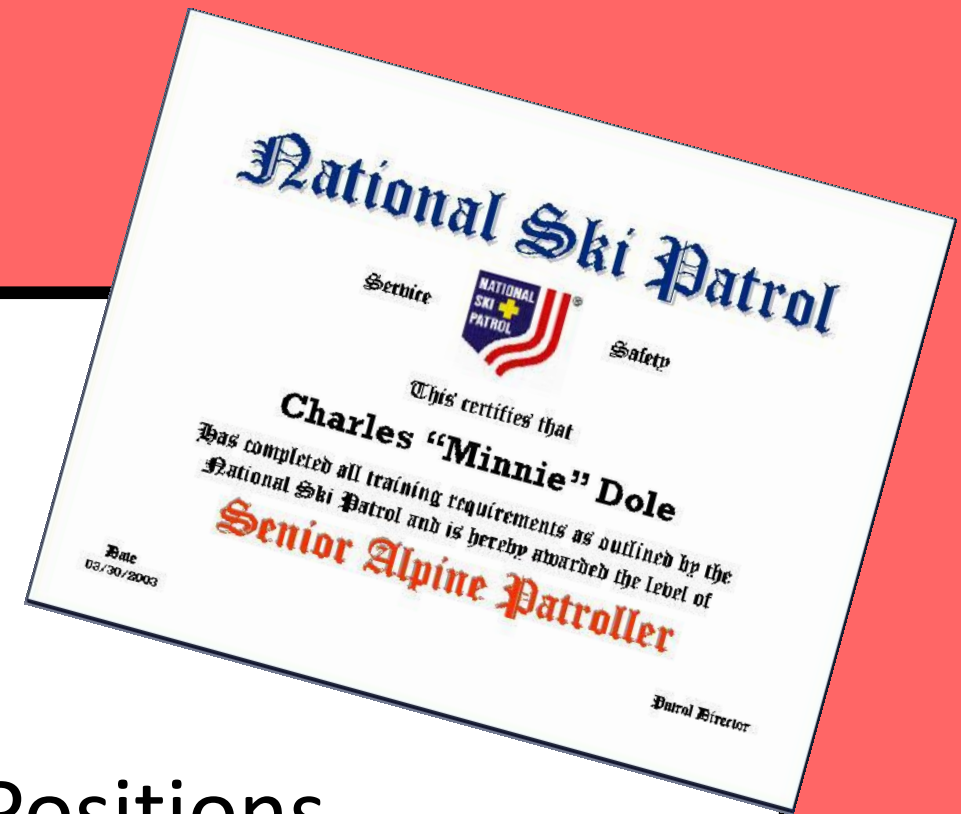 National Ski Patrol
Service
NATIONAL
SKI
PATROL
®
Safety
This certifies that
Charles “Minnie” Dole
Has completed all training requirements as outlined by the
National Ski Patrol and is hereby awarded the level of
Senior Alpine Patroller
Date
03/30/2003
Patrol Director
Positions